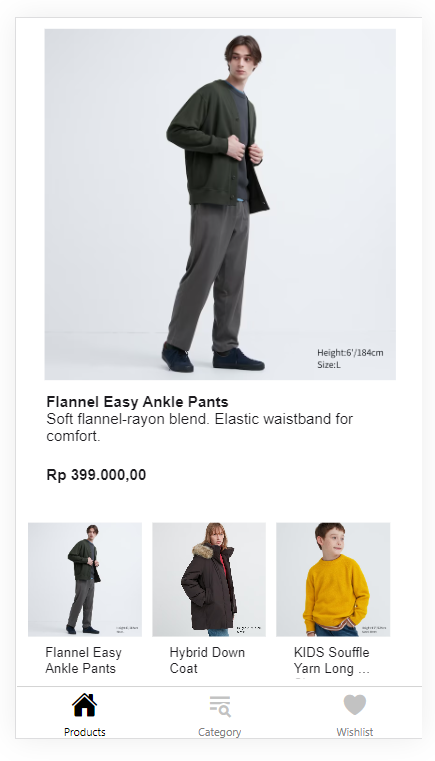 Height:6'/184cm
Size:L
Flannel Easy Ankle Pants
Soft flannel-rayon blend. Elastic waistband for
comfort.
Rp 399.000,00
Flannel Easy
Ankle Pants
Hybrid Down
Coat
KIDS Souffle
Yarn Long ...
Products
Category
Wishlist